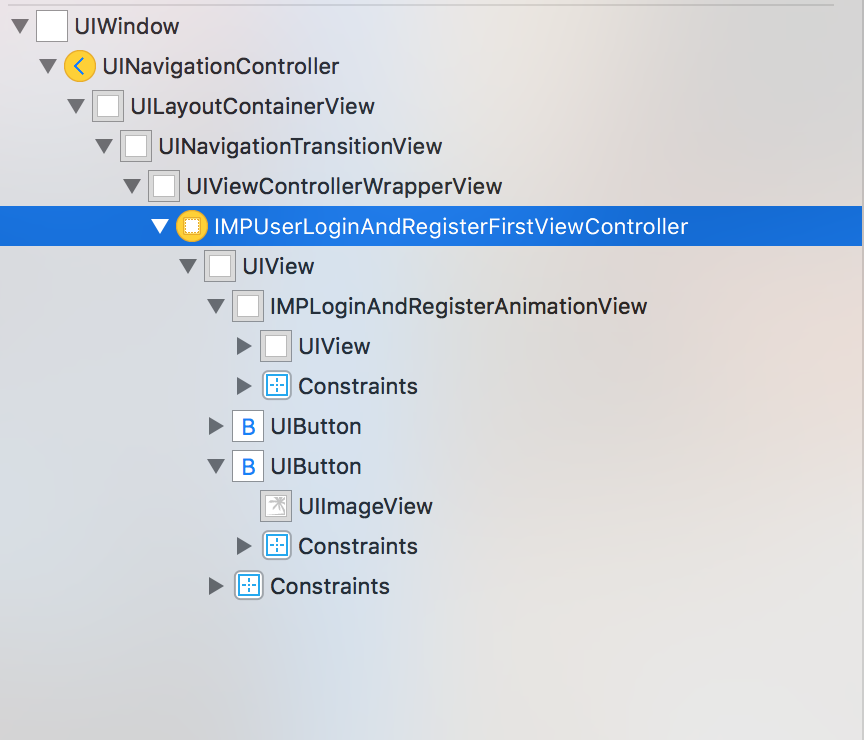 UIWindow
UINavigationController
UILayoutContainerView
UINavigationTransitionView
UIViewControllerWrapperView
IMPUserLoginAndRegisterFirstViewController
UIView
IMPLoginAndRegisterAnimationView
UIView
Constraints
B UIButton
B UIButton
UIImageView
Constraints
Constraints